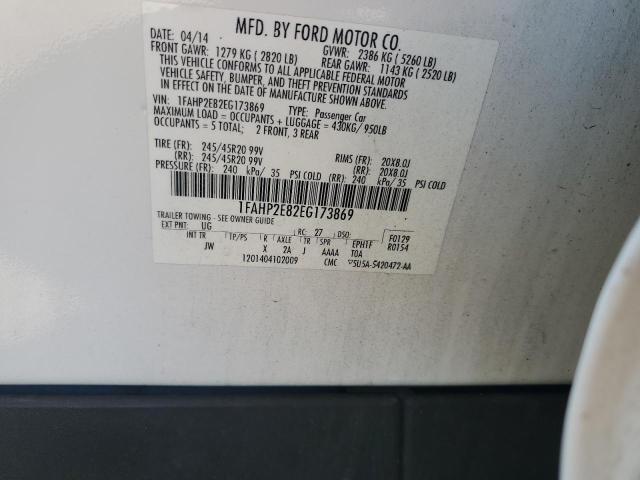 MFD. BY FORD MOTOR CO.
DATE: 04/14 GVWR: 2386 KG ( 5260 LB)
FRONT GAWR: 1279 KG ( 2820 LB) REAR GAWR: 1143 KG ( 2520 LB)
THIS VEHICLE CONFORMS TO ALL APPLICABLE FEDERAL MOTOR
VEHICLE SAFETY, BUMPER, AND THEFT PREVENTION STANDARDS
IN EFFECT ON THE DATE OF MANUFACTURE SHOWN ABOVE.
VIN: 1FAHP2E82EG173869 TYPE: Passenger Car
MAXIMUM LOAD = OCCUPANTS + LUGGAGE = 430KG/ 950LB
OCCUPANTS = 5 TOTAL; 2 FRONT, 3 REAR
TIRE (FR): 245/45R20 99V RIMS (FR): 20X8.0J
(RR): 245/45R20 99V (RR): 20X8.0J
PRESSURE (FR): 240 kPa/ 35 PSI COLD (RR): 240 kPa/ 35 PSI COLD
1FAHP2E82EG173869
TRAILER TOWING - SEE OWNER GUIDE
EXT PNT: UG RC: 27 DSO: F0129
R0154
INT TR TP/PS R AXLE TR SPR EPH1F
JW X 2A J AAAA TOA
1201404102009 CMC 5U5A-5420472-AA